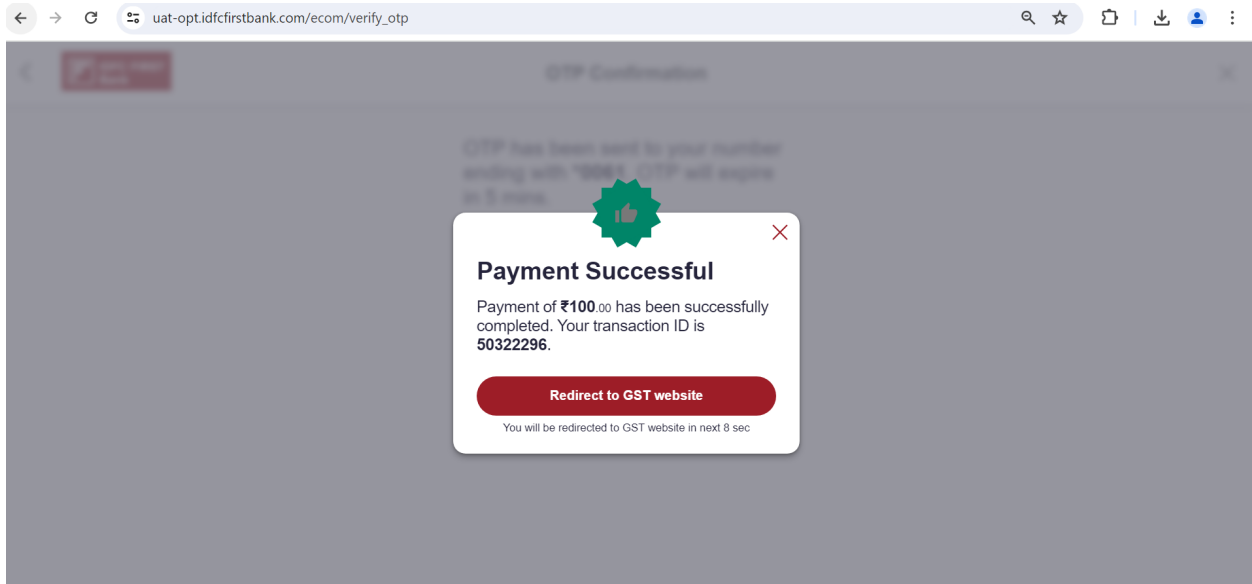 uat-opt.idfcfirstbank.com/ecom/verify_otp
OTP Confirmation
OTP has been sent to your number
ending with *0061. OTP will expire
in 5 mins.
Payment Successful
Payment of ₹100.00 has been successfully
completed. Your transaction ID is
50322296.
Redirect to GST website
You will be redirected to GST website in next 8 sec